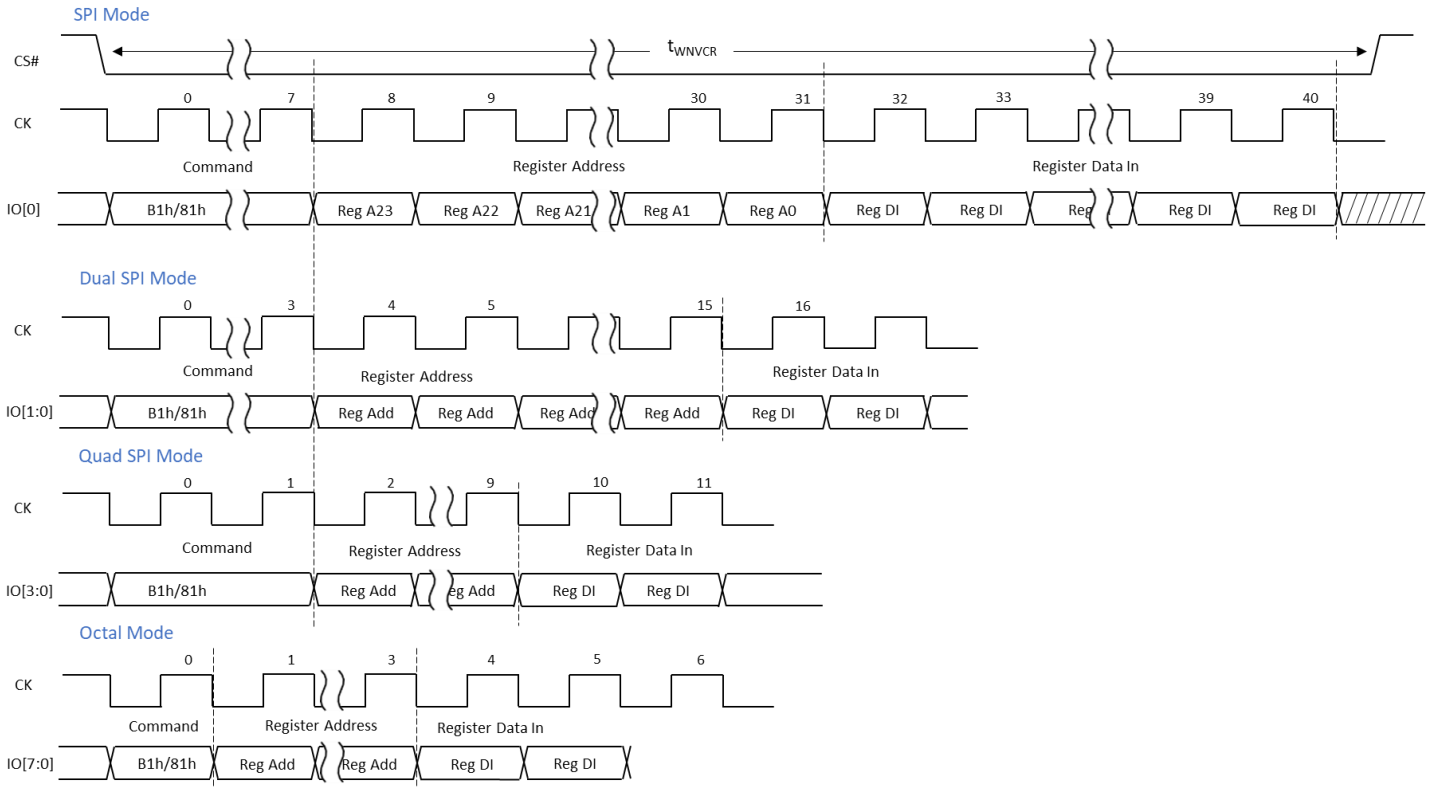 SPI Mode
CS#
tWNVCR
0 7 8 9 30 31 32 33 39 40
CK
Command Register Address Register Data In
IO[0] B1h/81h Reg A23 Reg A22 Reg A21 Reg A1 Reg A0 Reg DI Reg DI Reg Reg DI Reg DI
Dual SPI Mode
0 3 4 5 15 16
CK
Command Register Address Register Data In
IO[1:0] B1h/81h Reg Add Reg Add Reg Add Reg Add Reg DI Reg DI
Quad SPI Mode
0 1 2 9 10 11
CK
Command Register Address Register Data In
IO[3:0] B1h/81h Reg Add eg Add Reg DI Reg DI
Octal Mode
0 1 3 4 5 6
CK
Command Register Address Register Data In
IO[7:0] B1h/81h Reg Add Reg Add Reg DI Reg DI